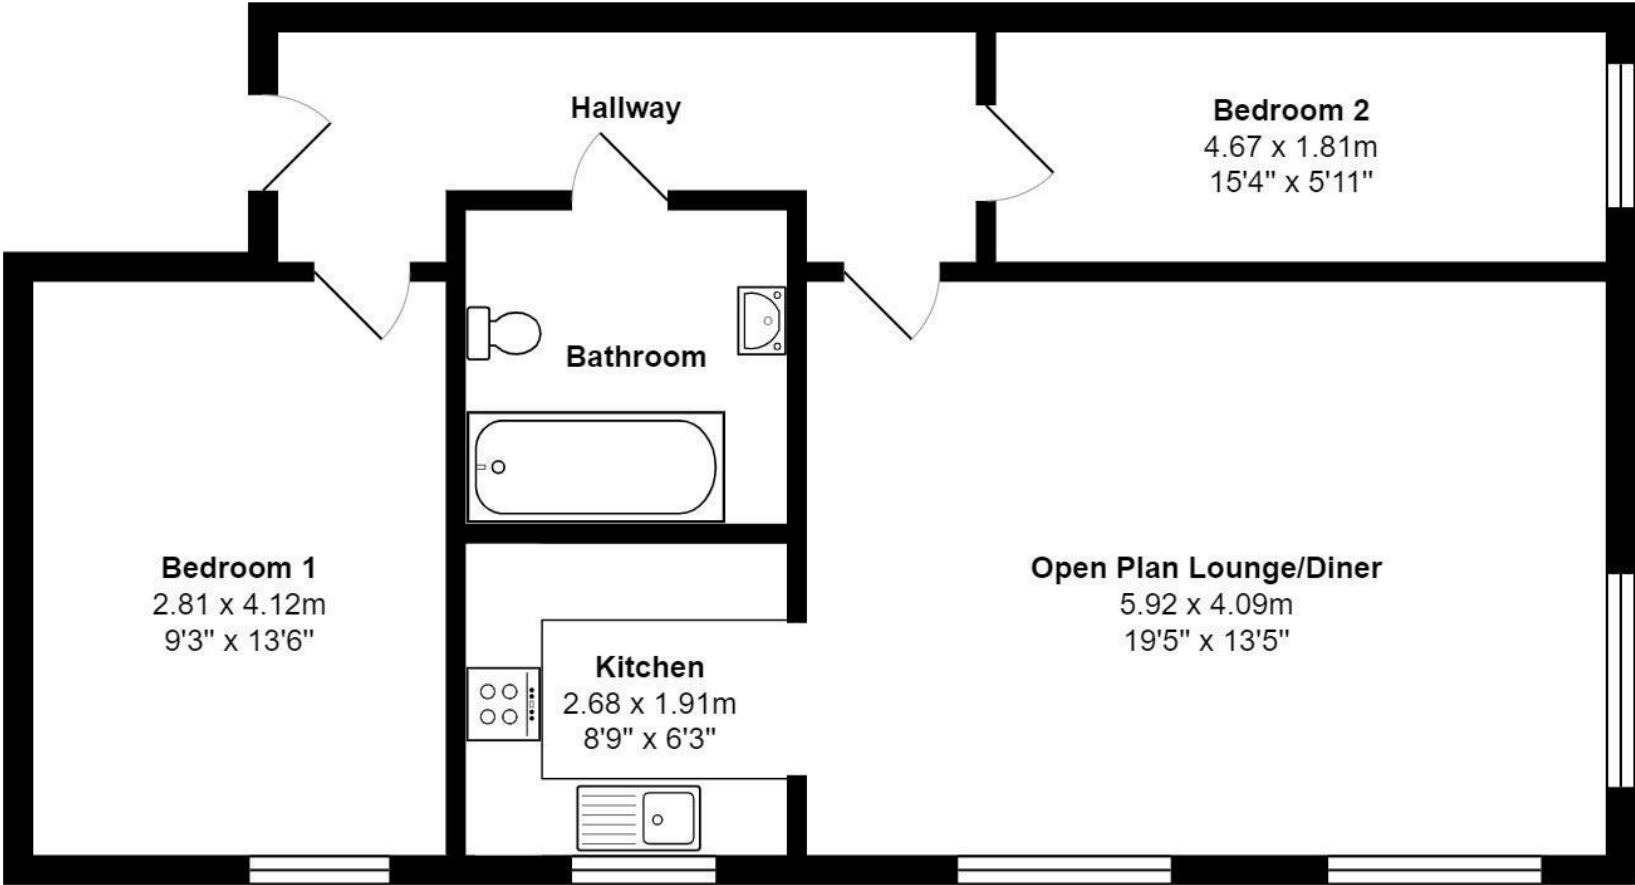 Hallway
Bedroom 2
4.67 x 1.81m
15'4" x 5'11"
Bathroom
Bedroom 1
2.81 x 4.12m
9'3" x 13'6"
Open Plan Lounge/Diner
5.92 x 4.09m
19'5" x 13'5"
Kitchen
2.68 x 1.91m
8'9" x 6'3"